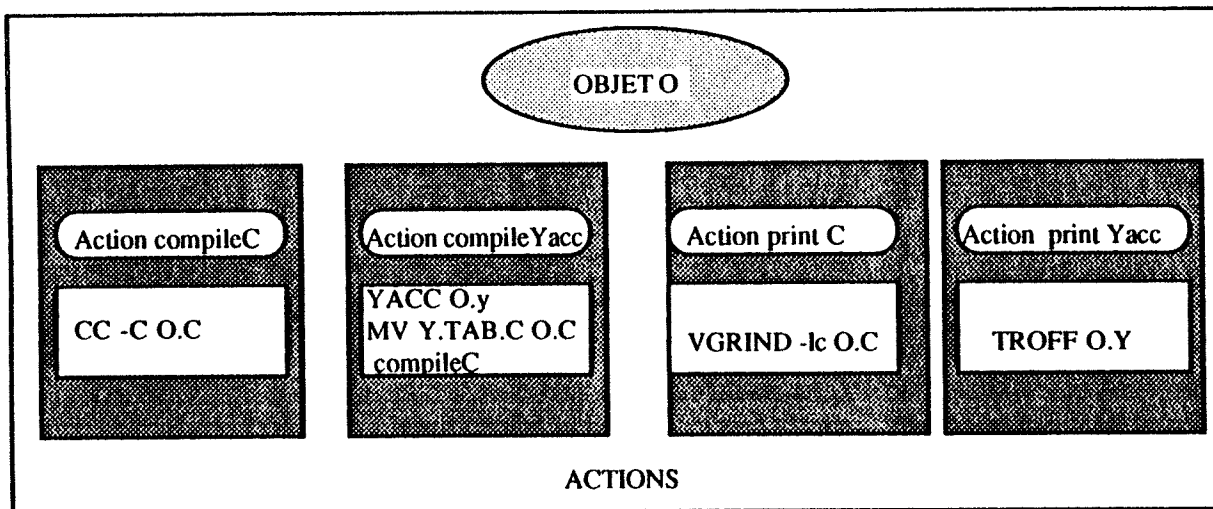 OBJET O
Action compileC
CC -C O.C
Action compileYacc
YACC O.y
MV Y.TAB.C O.C
compileC
Action print C
VGRIND -lc O.C
Action print Yacc
TROFF O.Y
ACTIONS